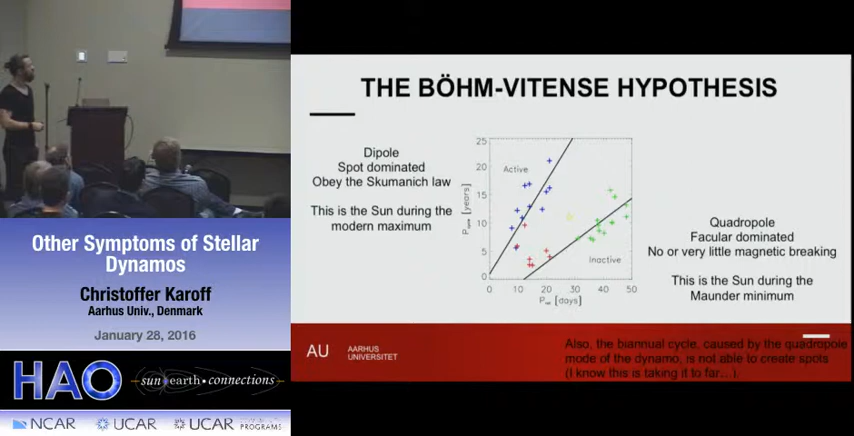 THE BÖHM-VITENSE HYPOTHESIS
Dipole
Spot dominated
Obey the Skumanich law
This is the Sun during the
modern maximum
25
20
15
10
5
0
[years]
Active
Inactive
0
10
20
30
40
50
[days]
Quadropole
Facular dominated
No or very little magnetic breaking
This is the Sun during the
Maunder minimum
AU
AARHUS
UNIVERSITET
Also, the biannual cycle, caused by the quadropole
mode of the dynamo, is not able to create spots
(I know this is taking it to far…).
Other Symptoms of Stellar
Dynamos
Christoffer Karoff
Aarhus Univ., Denmark
January 28, 2016
HAO
sun earth • connections
NCAR
UCAR
UCAR
PROGRAMS